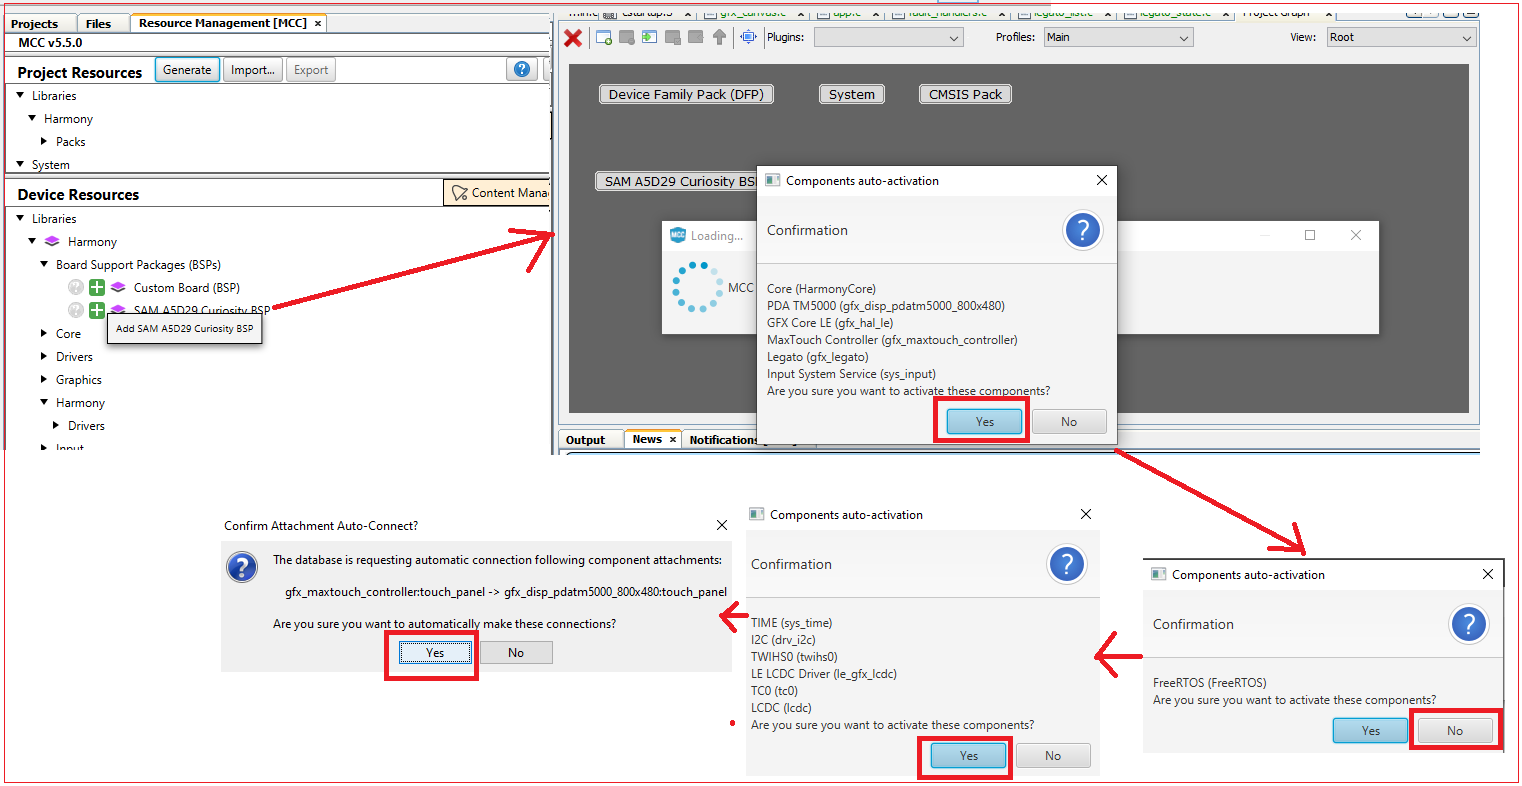 Projects
Files
Resource Management [MCC] ×
MCC v5.5.0
Project Resources
Generate
Import...
Export
?
Libraries
Harmony
Packs
System
Device Resources
Content Mana
Libraries
Harmony
Board Support Packages (BSPs)
Custom Board (BSP)
SAM A5D29 Curiosity BSP
Add SAM A5D29 Curiosity BSP
Core
Drivers
Graphics
Harmony
Drivers
Input
cstartup.s ×
gfx_canvas.c ×
app.c ×
fault_handlers.c ×
legato_list.c ×
legato_state.c ×
Project Graph ×
Plugins:
Profiles:
Main
View:
Root
Device Family Pack (DFP)
System
CMSIS Pack
SAM A5D29 Curiosity BS
MCC
Loading...
MCC
Components auto-activation
Confirmation
?
Core (HarmonyCore)
PDA TM5000 (gfx_disp_pdatm5000_800x480)
GFX Core LE (gfx_hal_le)
MaxTouch Controller (gfx_maxtouch_controller)
Legato (gfx_legato)
Input System Service (sys_input)
Are you sure you want to activate these components?
Yes
No
Output
News ×
Notifications
Components auto-activation
Confirmation
?
FreeRTOS (FreeRTOS)
Are you sure you want to activate these components?
Yes
No
Components auto-activation
Confirmation
?
TIME (sys_time)
I2C (drv_i2c)
TWIHS0 (twihs0)
LE LCDC Driver (le_gfx_lcdc)
TC0 (tc0)
LCDC (lcdc)
Are you sure you want to activate these components?
Yes
No
Confirm Attachment Auto-Connect?
?
The database is requesting automatic connection following component attachments:
gfx_maxtouch_controller:touch_panel -> gfx_disp_pdatm5000_800x480:touch_panel
Are you sure you want to automatically make these connections?
Yes
No